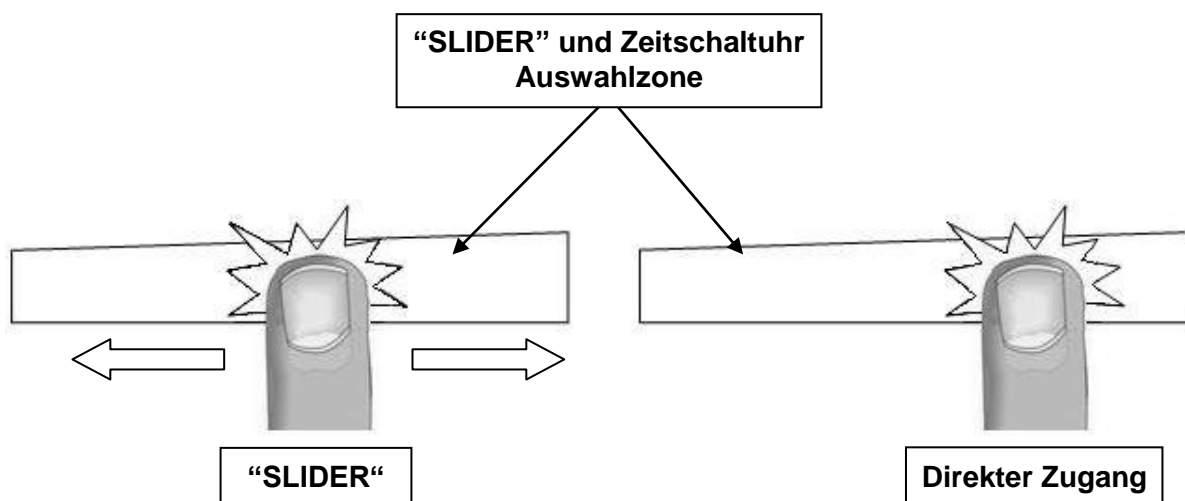 “SLIDER” und Zeitschaltuhr
Auswahlzone
“SLIDER“
Direkter Zugang